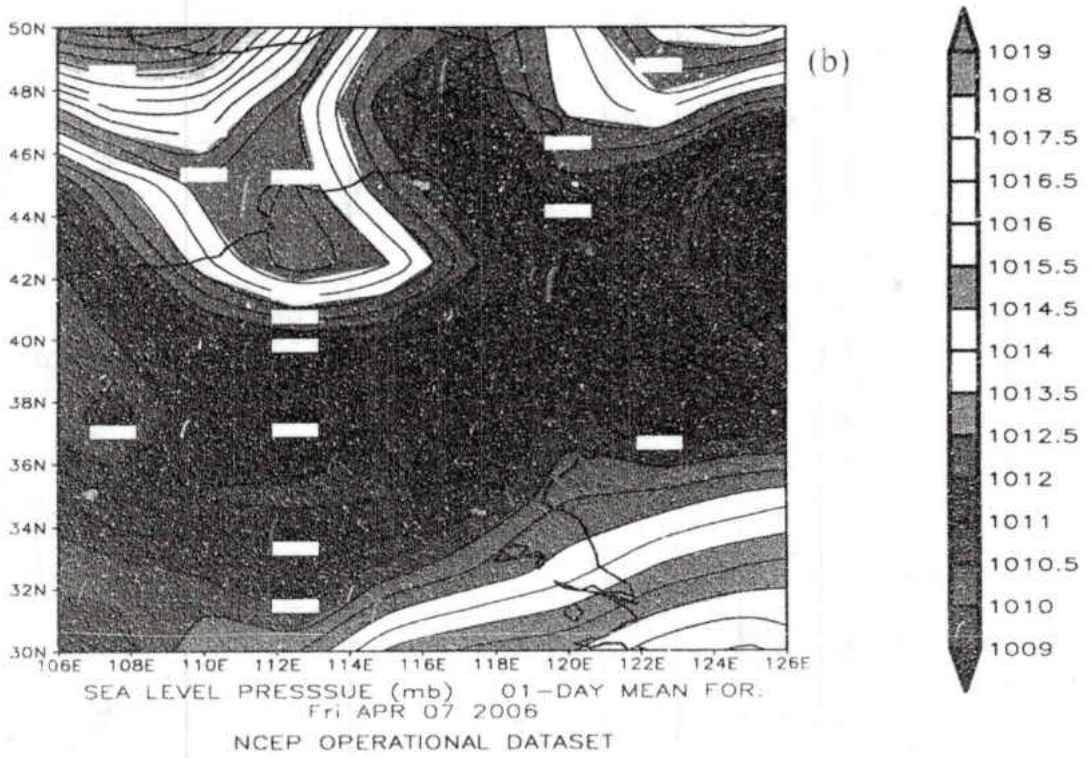 50N
48N
46N
44N
42N
40N
38N
36N
34N
32N
30N
106E 108E 110E 112E 114E 116E 118E 120E 122E 124E 126E
SEA LEVEL PRESSSUE (mb) 01-DAY MEAN FOR:
Fri APR 07 2006
NCEP OPERATIONAL DATASET
(b)
1019
1018
1017.5
1016.5
1016
1015.5
1014.5
1014
1013.5
1012.5
1012
1011
1010.5
1010
1009